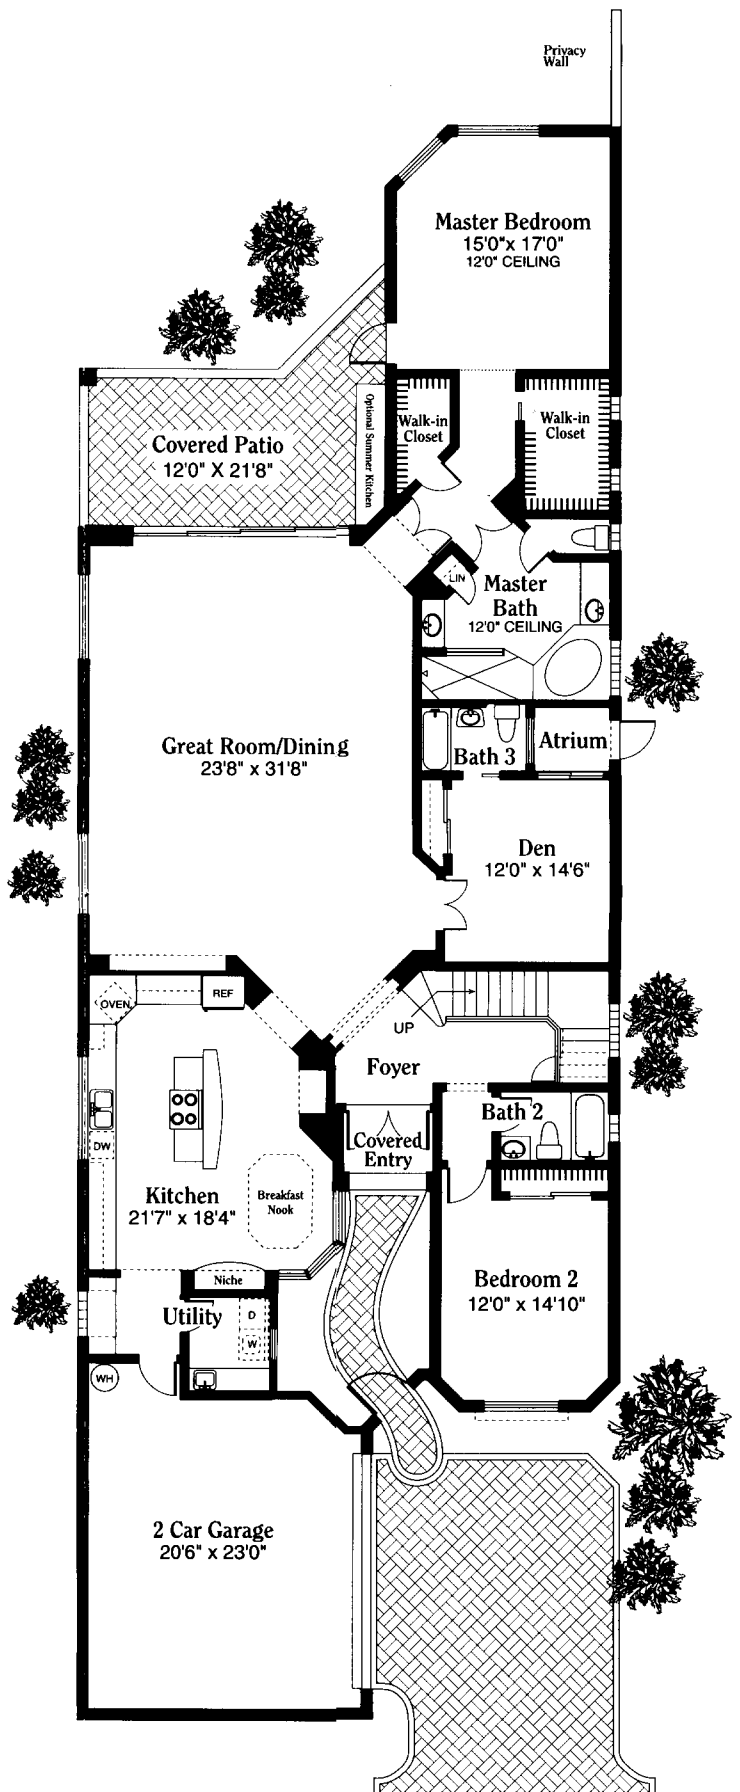 Privacy
Wall
Master Bedroom
15'0"x 17'0"
12'0" CEILING
Walk-in
Closet
Walk-in
Closet
Optional Summer Kitchen
Covered Patio
12'0" X 21'8"
LIN
Master
Bath
12'0" CEILING
Great Room/Dining
23'8" x 31'8"
Bath 3
Atrium
Den
12'0" x 14'6"
OVEN
REF
UP
Foyer
DW
Bath 2
Covered
Entry
Kitchen
21'7" x 18'4"
Breakfast
Nook
Niche
Bedroom 2
12'0" x 14'10"
Utility
D
W
WH
2 Car Garage
20'6" x 23'0"